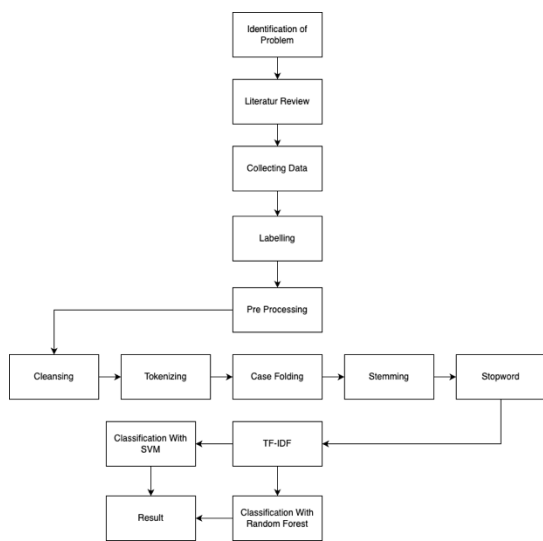 Identification of
Problem
Literatur Review
Collecting Data
Labelling
Pre Processing
Cleansing
Tokenizing
Case Folding
Stemming
Stopword
Classification With
SVM
TF-IDF
Result
Classification With
Random Forest